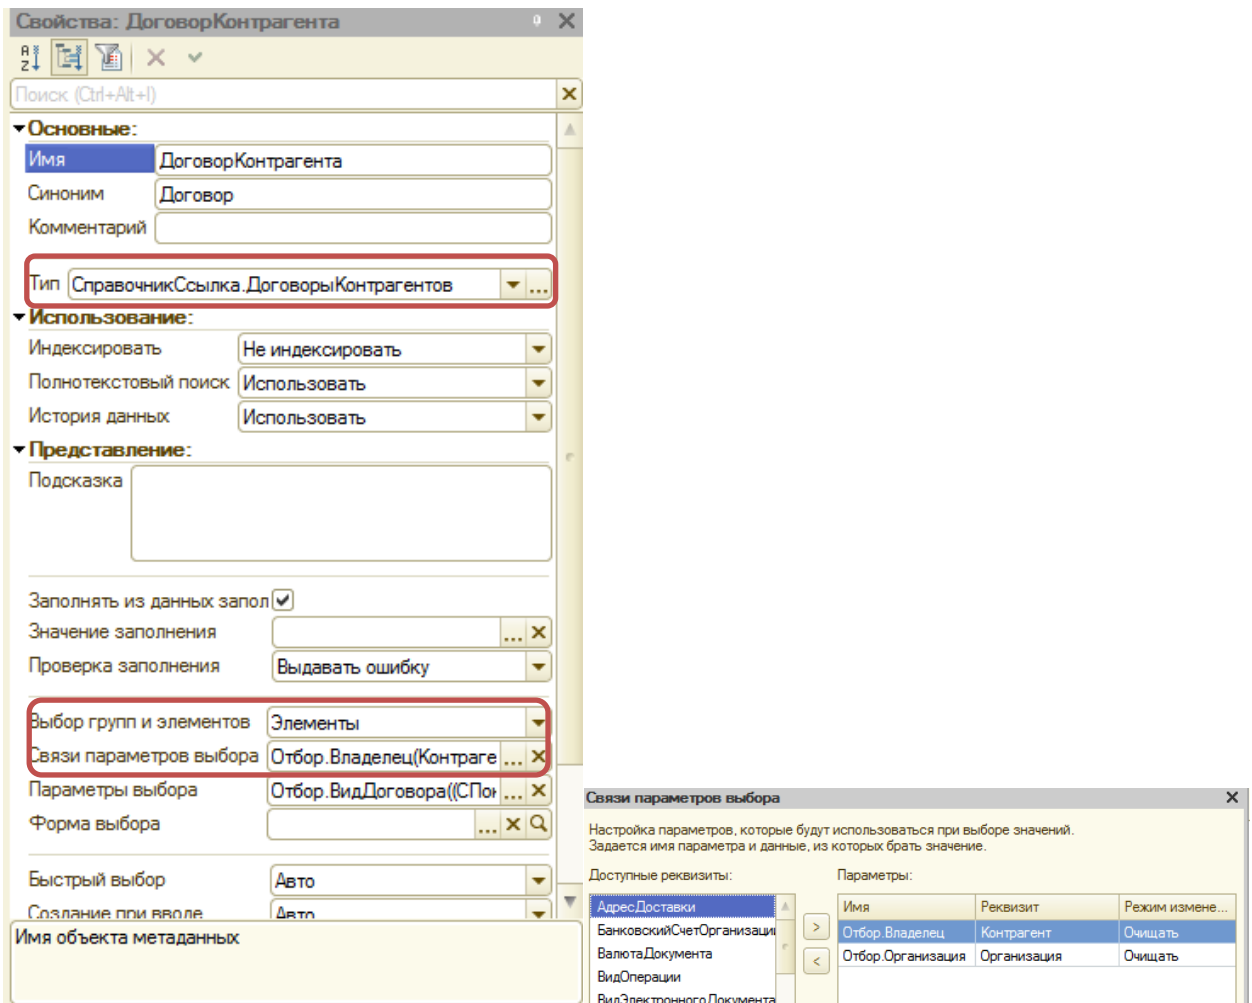 Свойства: ДоговорКонтрагента
Поиск (Ctrl+Alt+I)
Основные:
Имя ДоговорКонтрагента
Синоним Договор
Комментарий
Тип СправочникСсылка.ДоговорыКонтрагентов ...
Использование:
Индексировать Не индексировать
Полнотекстовый поиск Использовать
История данных Использовать
Представление:
Подсказка
Заполнять из данных запол
Значение заполнения ...
Проверка заполнения Выдавать ошибку
Выбор групп и элементов Элементы
Связи параметров выбора Отбор.Владелец(Контраге ...
Параметры выбора Отбор.ВидДоговора((СПок ...
Форма выбора ...
Быстрый выбор Авто
Создание при вводе Авто
Имя объекта метаданных
Связи параметров выбора
Настройка параметров, которые будут использоваться при выборе значений.
Задается имя параметра и данные, из которых брать значение.
Доступные реквизиты: Параметры:
АдресДоставки
БанковскийСчетОрганизации
ВалютаДокумента
ВидОперации
ВидЭлектронногоДокумента
> <
Имя Реквизит Режим измене...
Отбор.Владелец Контрагент Очищать
Отбор.Организация Организация Очищать